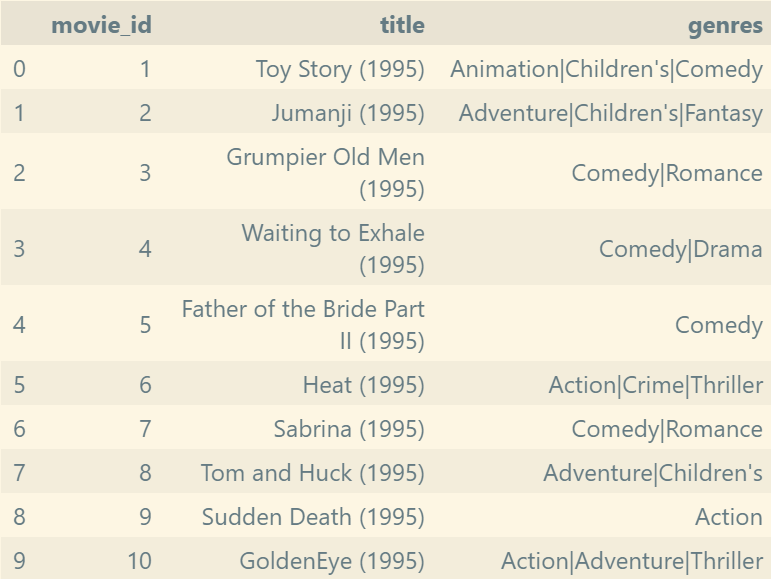 movie_id title genres
0 1 Toy Story (1995) Animation|Children's|Comedy
1 2 Jumanji (1995) Adventure|Children's|Fantasy
2 3 Grumpier Old Men (1995) Comedy|Romance
3 4 Waiting to Exhale (1995) Comedy|Drama
4 5 Father of the Bride Part II (1995) Comedy
5 6 Heat (1995) Action|Crime|Thriller
6 7 Sabrina (1995) Comedy|Romance
7 8 Tom and Huck (1995) Adventure|Children's
8 9 Sudden Death (1995) Action
9 10 GoldenEye (1995) Action|Adventure|Thriller